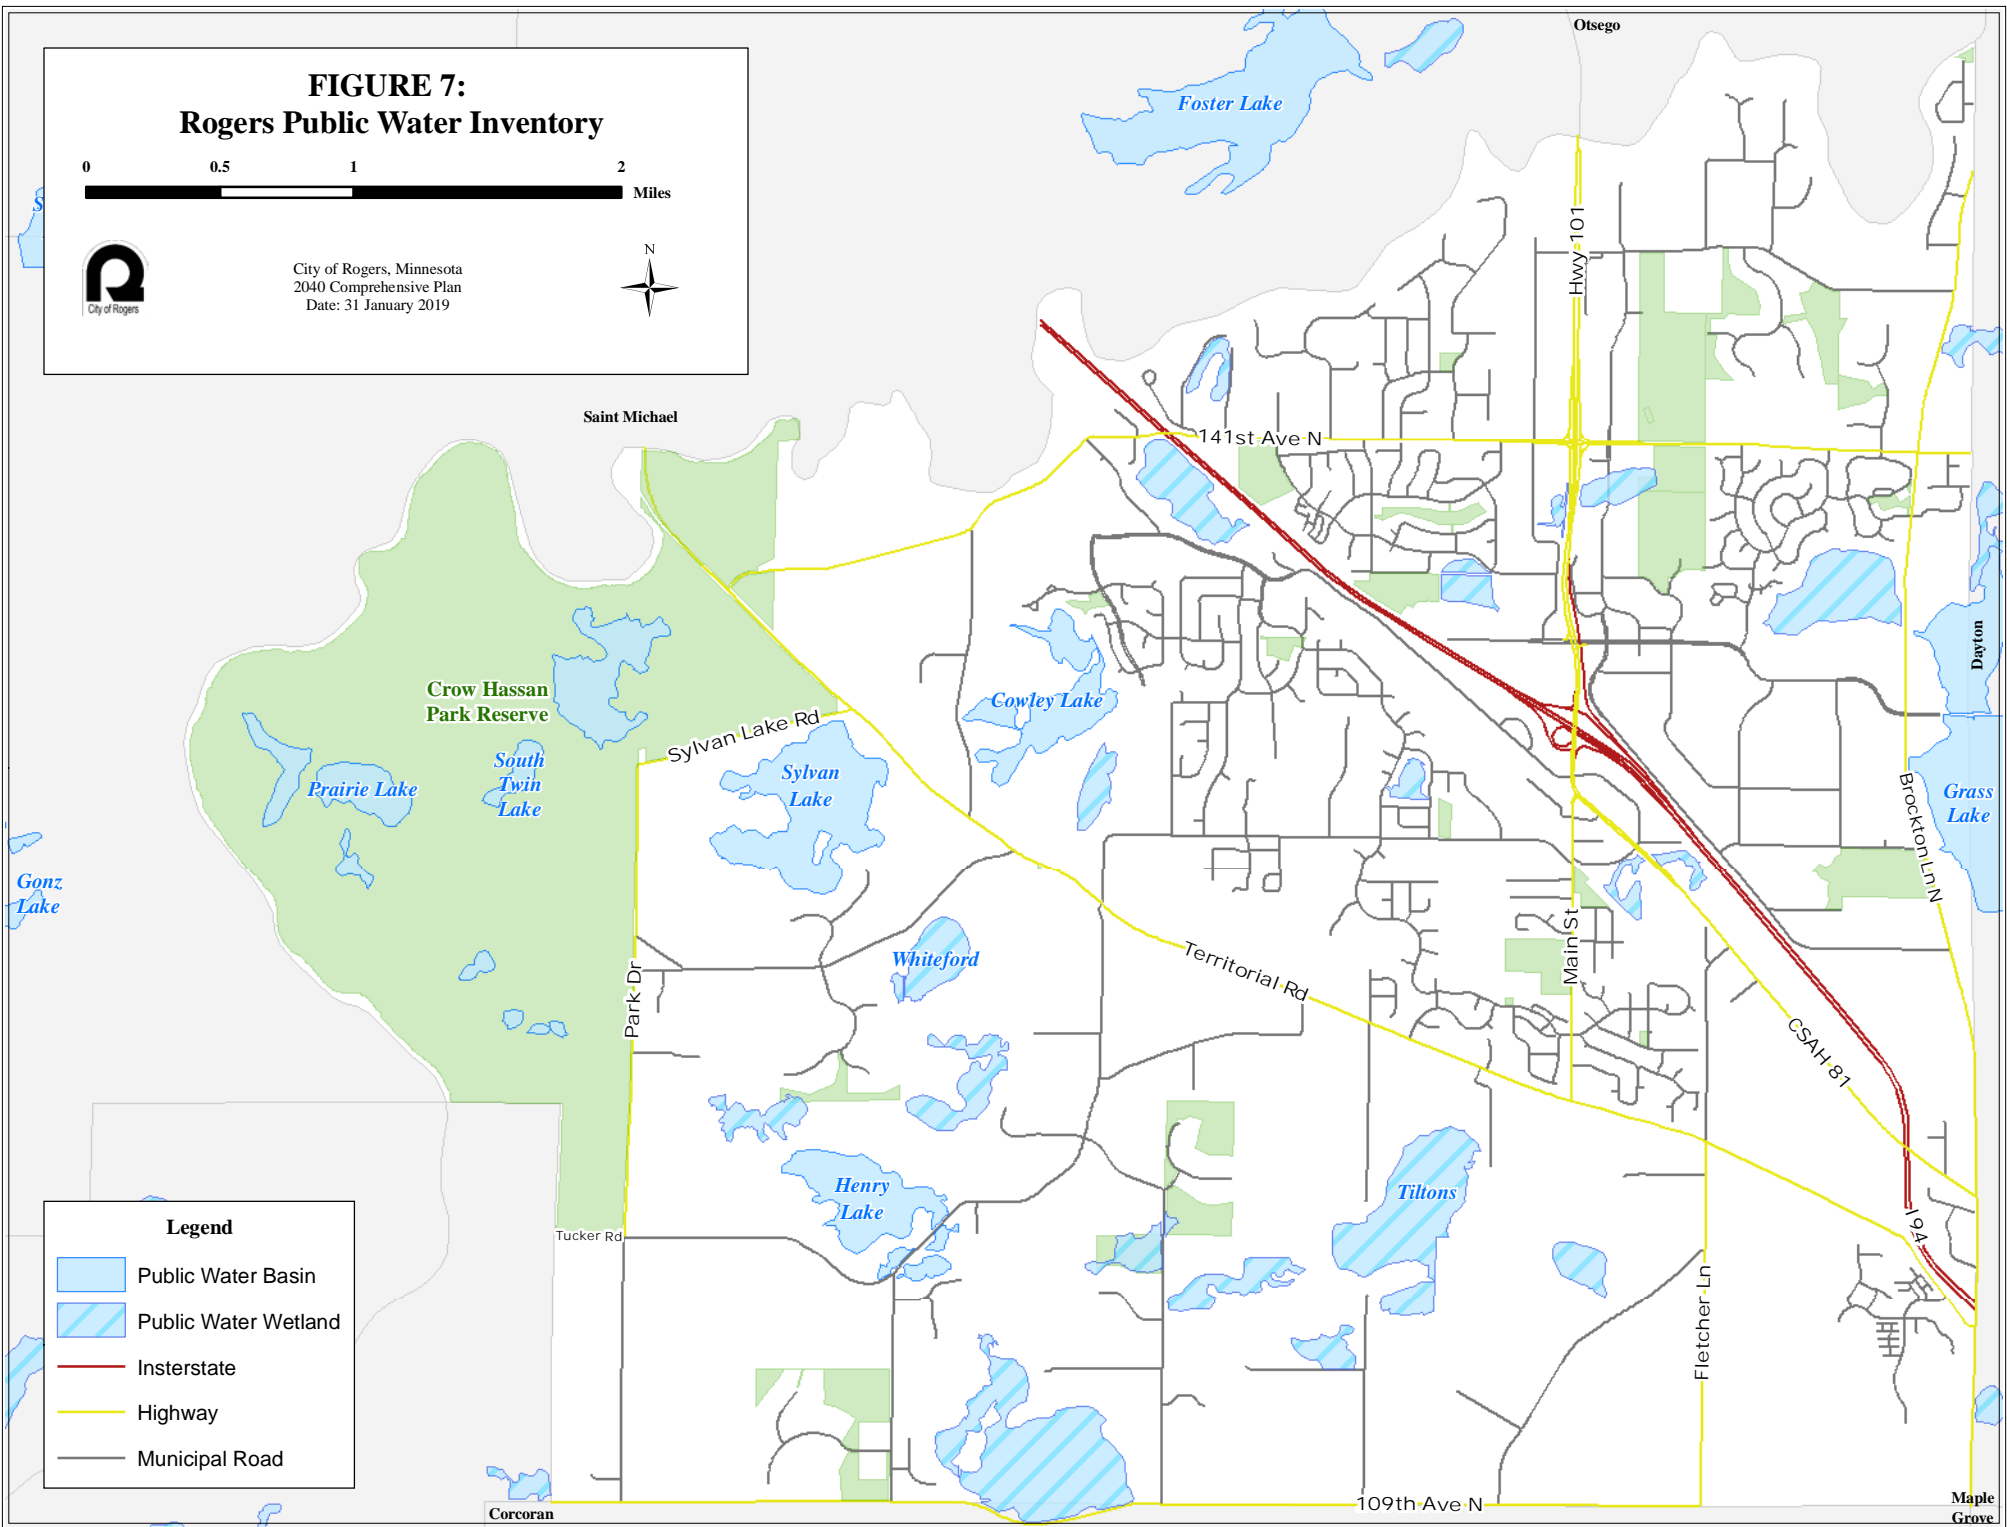 Otsego
FIGURE 7:
Rogers Public Water Inventory
0 0.5 1 2
Miles
City of Rogers
City of Rogers, Minnesota
2040 Comprehensive Plan
Date: 31 January 2019
N
S
Foster Lake
Hwy 101
Saint Michael
141st Ave N
Dayton
Crow Hassan
Park Reserve
Cowley Lake
Sylvan Lake Rd
South
Twin
Lake
Prairie Lake
Sylvan
Lake
Grass
Lake
Brockton Ln N
Gonz
Lake
Main St
Whiteford
Territorial Rd
Park Dr
CSAH 81
Henry
Lake
Tiltons
I 94
Tucker Rd
Fletcher Ln
Legend
Public Water Basin
Public Water Wetland
Insterstate
Highway
Municipal Road
109th Ave N
Corcoran
Maple
Grove